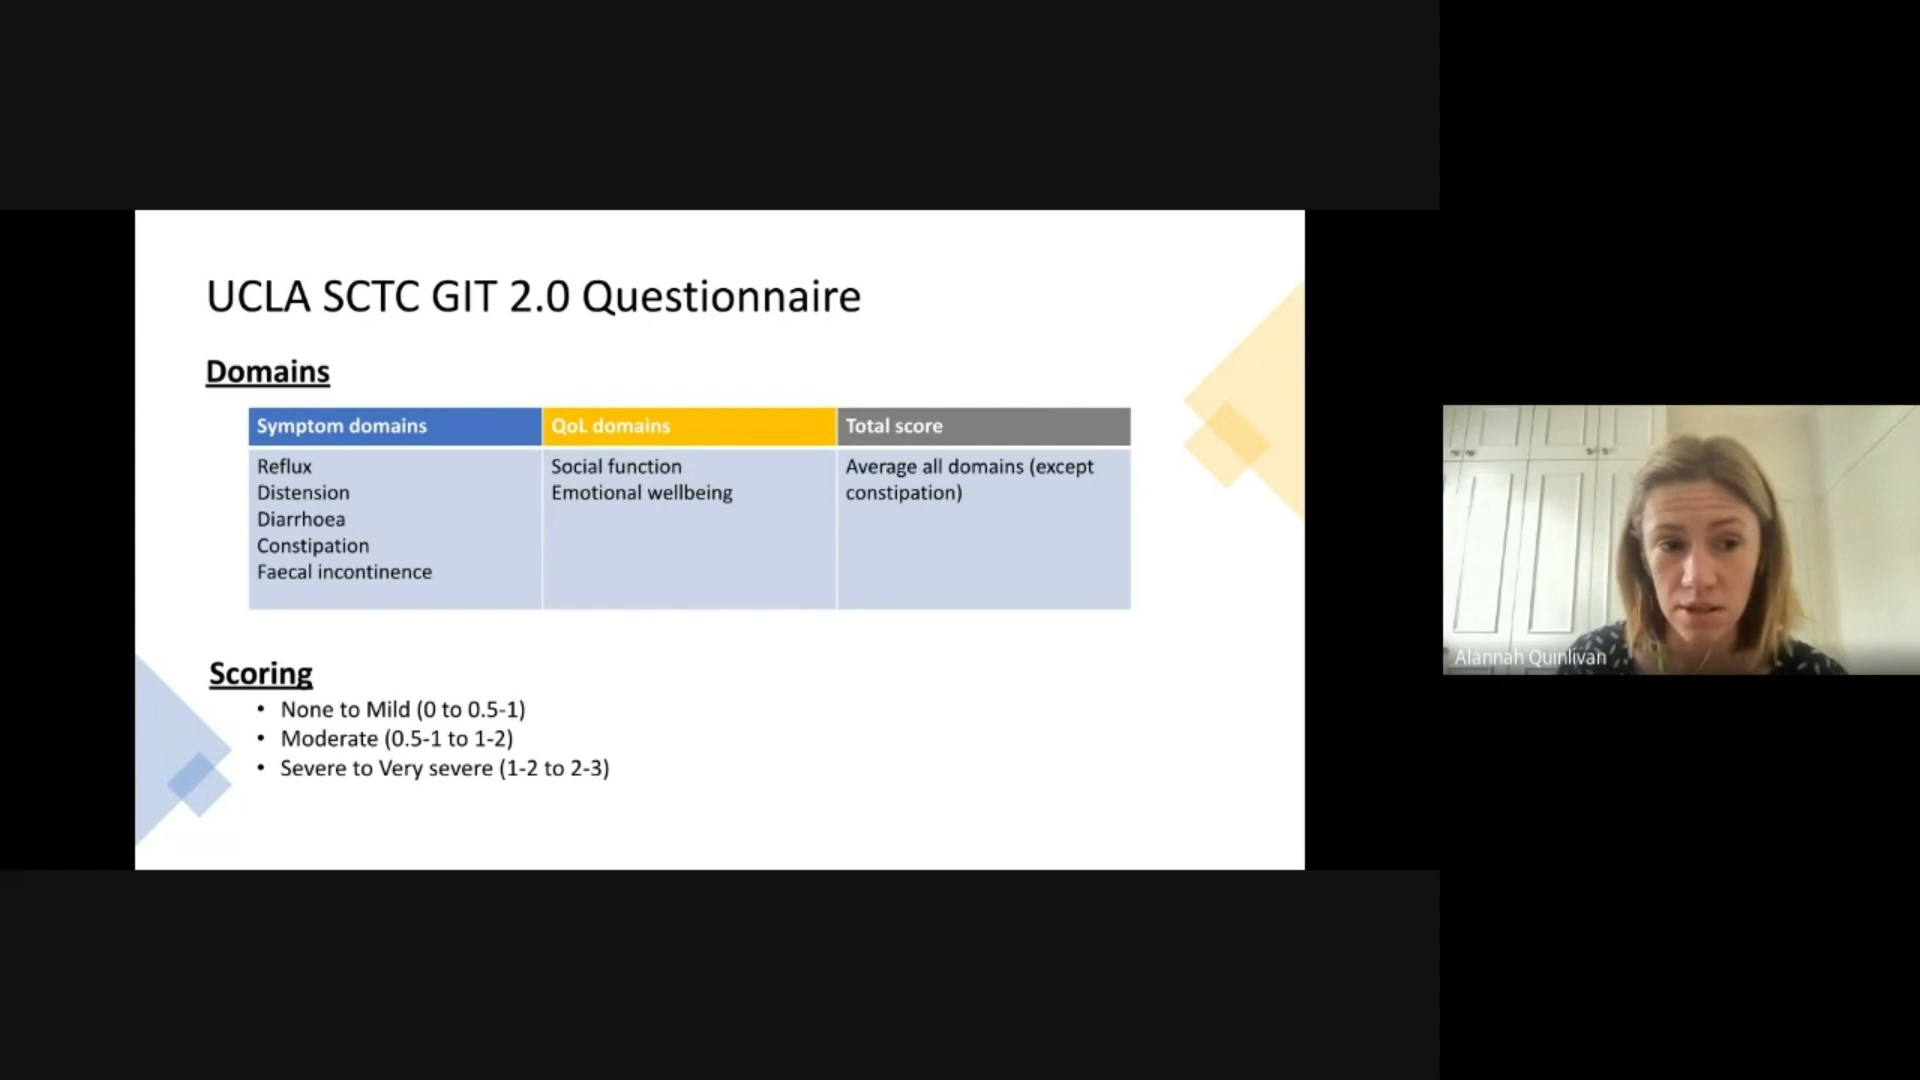 UCLA SCTC GIT 2.0 Questionnaire
Domains
Symptom domains
QoL domains
Total score
Reflux
Distension
Diarrhoea
Constipation
Faecal incontinence
Social function
Emotional wellbeing
Average all domains (except
constipation)
Scoring
• None to Mild (0 to 0.5-1)
• Moderate (0.5-1 to 1-2)
• Severe to Very severe (1-2 to 2-3)
Alannah Quinlivan